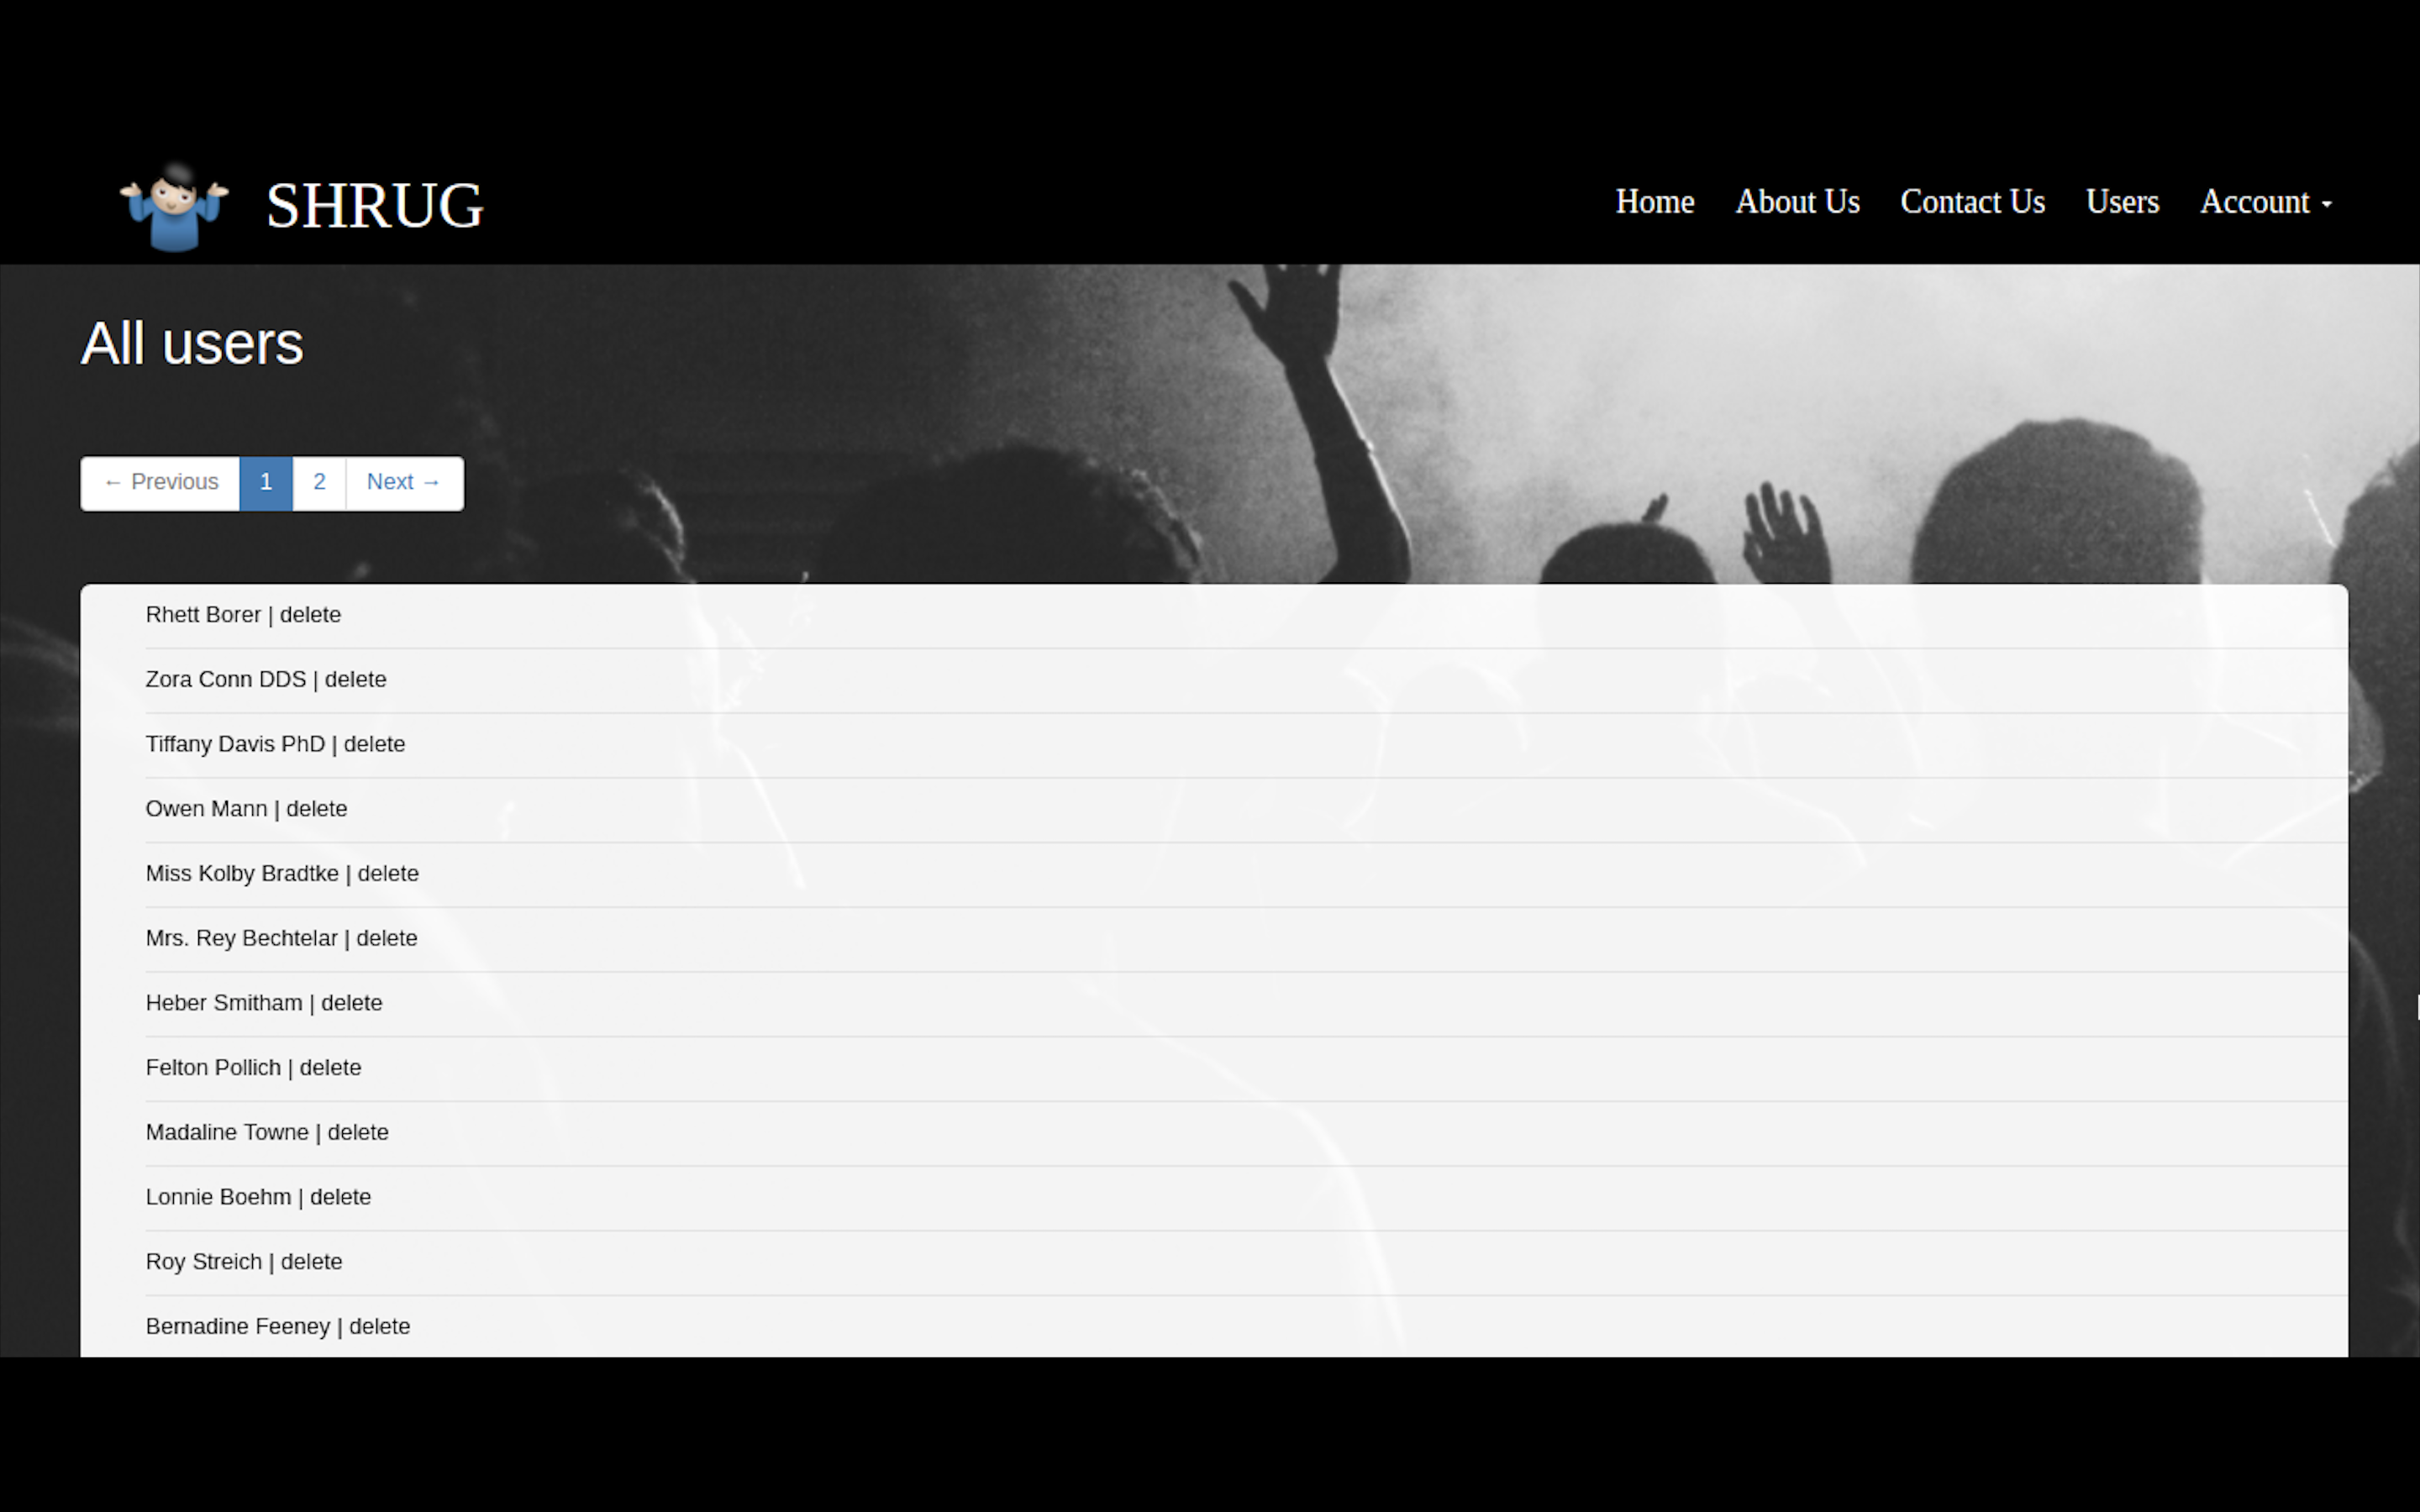 SHRUG
Home About Us Contact Us Users Account
All users
← Previous 1 2 Next →
Rhett Borer | delete
Zora Conn DDS | delete
Tiffany Davis PhD | delete
Owen Mann | delete
Miss Kolby Bradtke | delete
Mrs. Rey Bechtelar | delete
Heber Smitham | delete
Felton Pollich | delete
Madaline Towne | delete
Lonnie Boehm | delete
Roy Streich | delete
Bernadine Feeney | delete